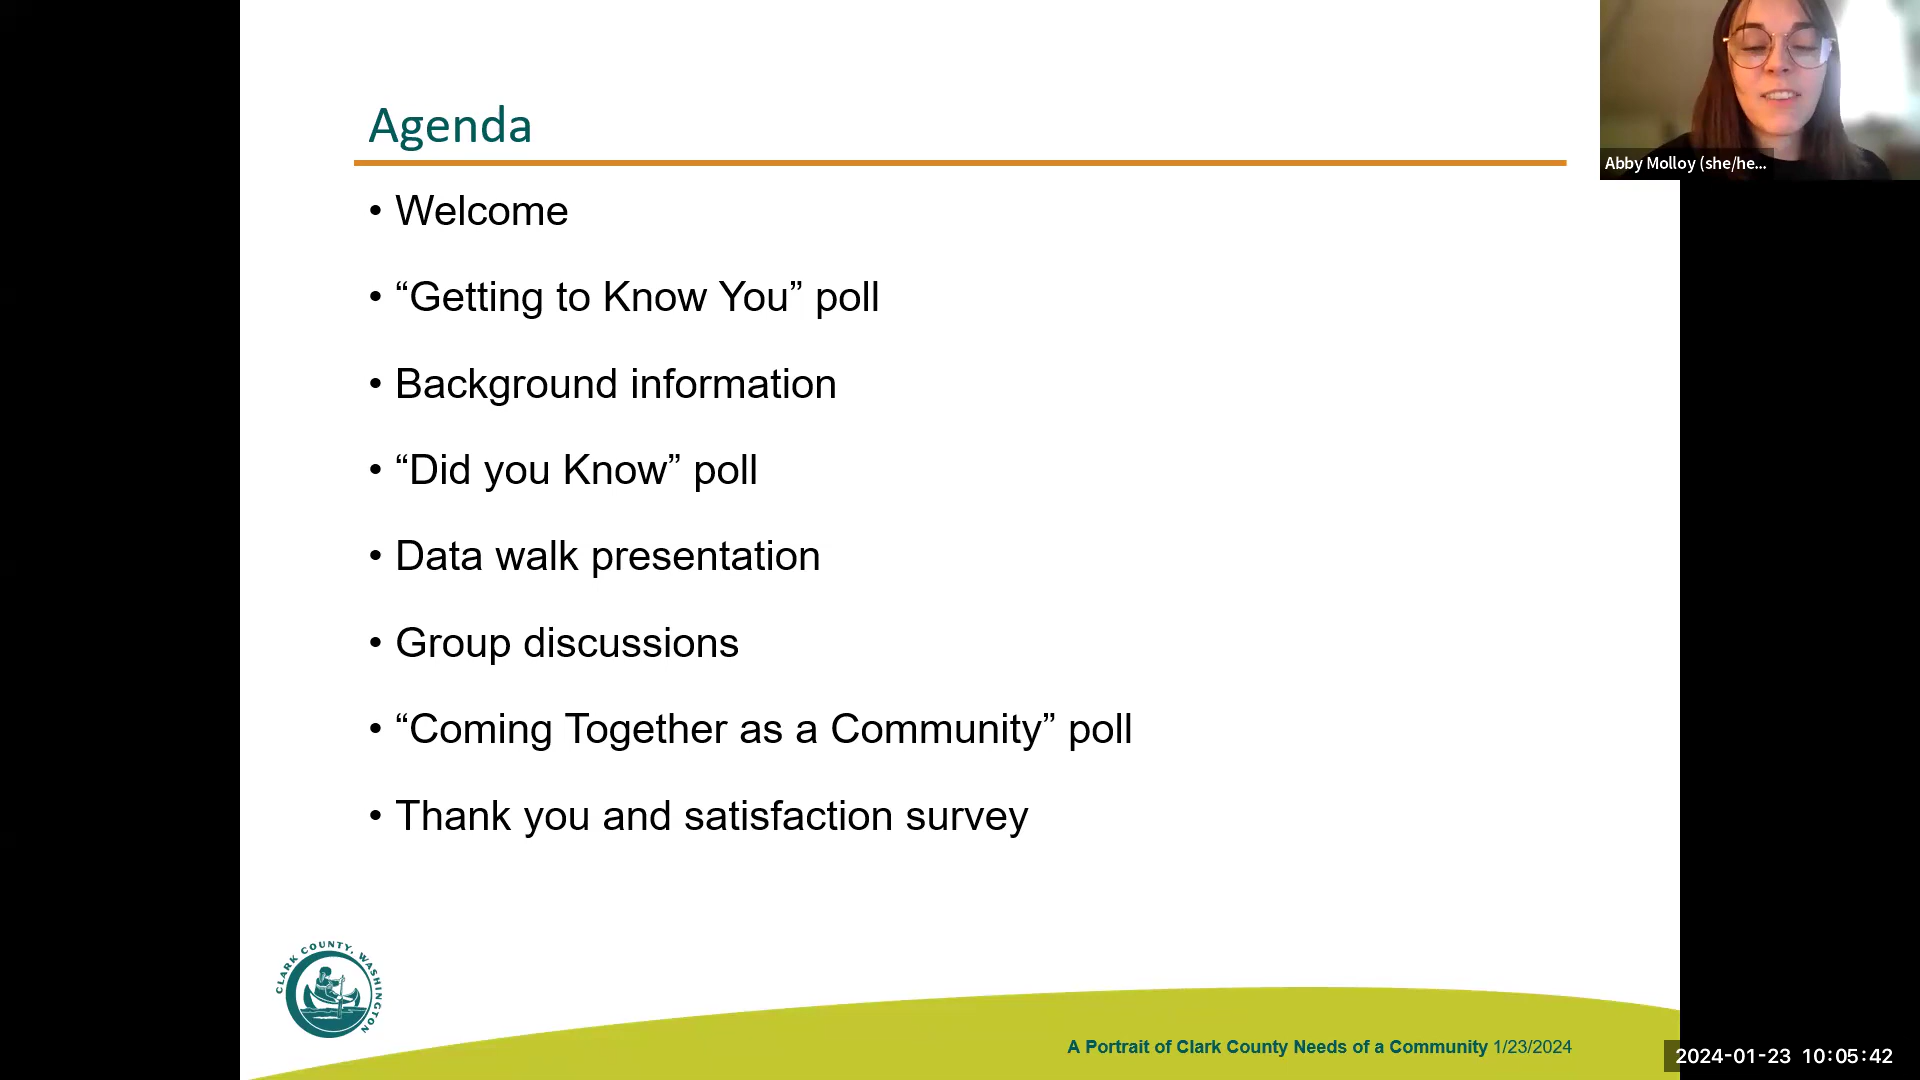 Agenda
• Welcome
• “Getting to Know You” poll
• Background information
• “Did you Know” poll
• Data walk presentation
• Group discussions
• “Coming Together as a Community” poll
• Thank you and satisfaction survey
Abby Molloy (she/he...
CLARK COUNTY, WASHINGTON
A Portrait of Clark County Needs of a Community 1/23/2024
2024-01-23 10:05:42